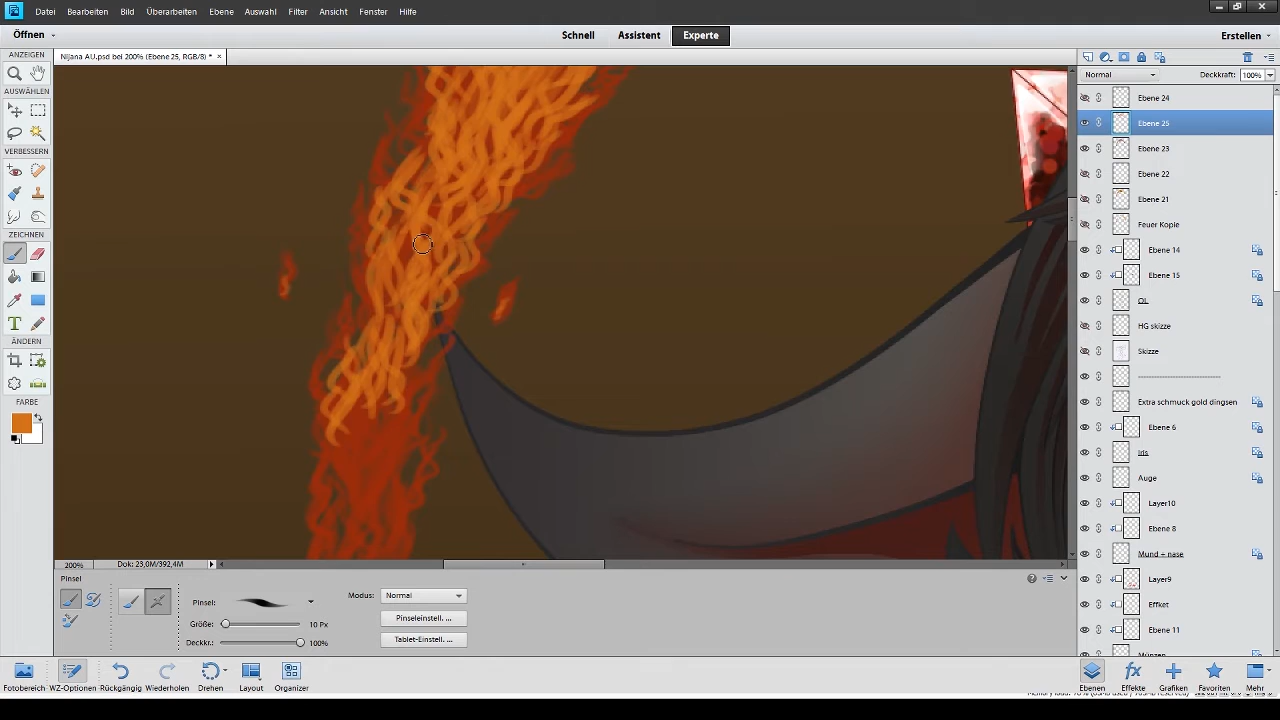 Datei Bearbeiten Bild Überarbeiten Ebene Auswahl Filter Ansicht Fenster Hilfe
Öffnen Schnell Assistent Experte Erstellen
ANZEIGEN
Nijana AU.psd bei 200% (Ebene 25, RGB/8) * ×
Normal Deckkraft: 100%
AUSWÄHLEN
VERBESSERN
ZEICHNEN
T
ÄNDERN
FARBE
Ebene 24
Ebene 25
Ebene 23
Ebene 22
Ebene 21
Feuer Kopie
Ebene 14
Ebene 15
OL
HG skizze
Skizze
Extra schmuck gold dingsen
Ebene 6
Iris
Auge
Layer10
Ebene 8
Mund + nase
Layer9
Effket
Ebene 11
Münzen
200% Dok: 23,0M/392,4M
Pinsel
Pinsel: Modus: Normal
Größe: 10 Px Pinseleinstell. ...
Deckkr.: 100% Tablet-Einstell. ...
Fotobereich WZ-Optionen Rückgängig Wiederholen Drehen Layout Organizer Ebenen Effekte Grafiken Favoriten Mehr